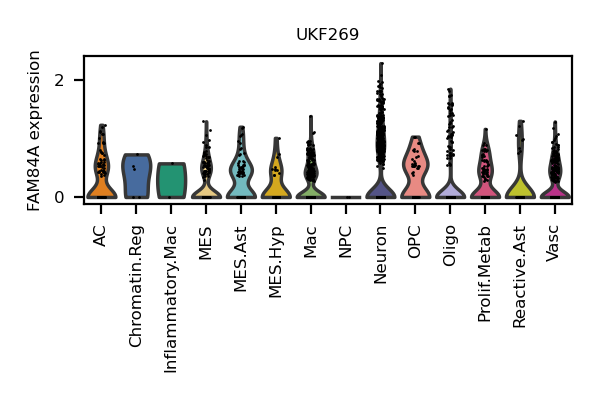 UKF269
FAM84A expression
2
0
AC
Chromatin.Reg
Inflammatory.Mac
MES
MES.Ast
MES.Hyp
Mac
NPC
Neuron
OPC
Oligo
Prolif.Metab
Reactive.Ast
Vasc